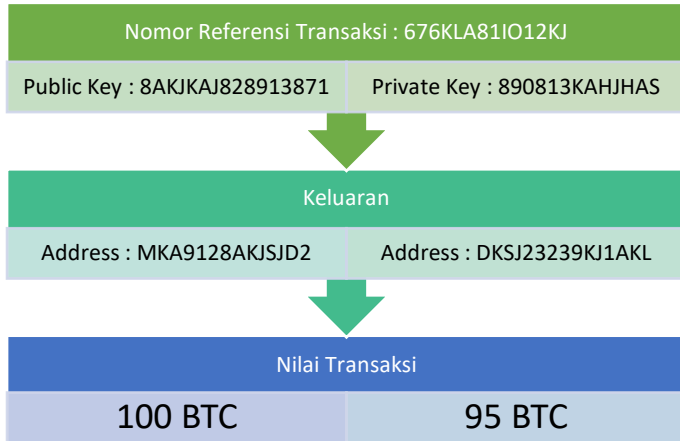 Nomor Referensi Transaksi : 676KLA81IO12KJ
Public Key : 8AKJKAJ828913871
Private Key : 890813KAHJHAS
Keluaran
Address : MKA9128AKJSJD2
Address : DKSJ23239KJ1AKL
Nilai Transaksi
100 BTC
95 BTC